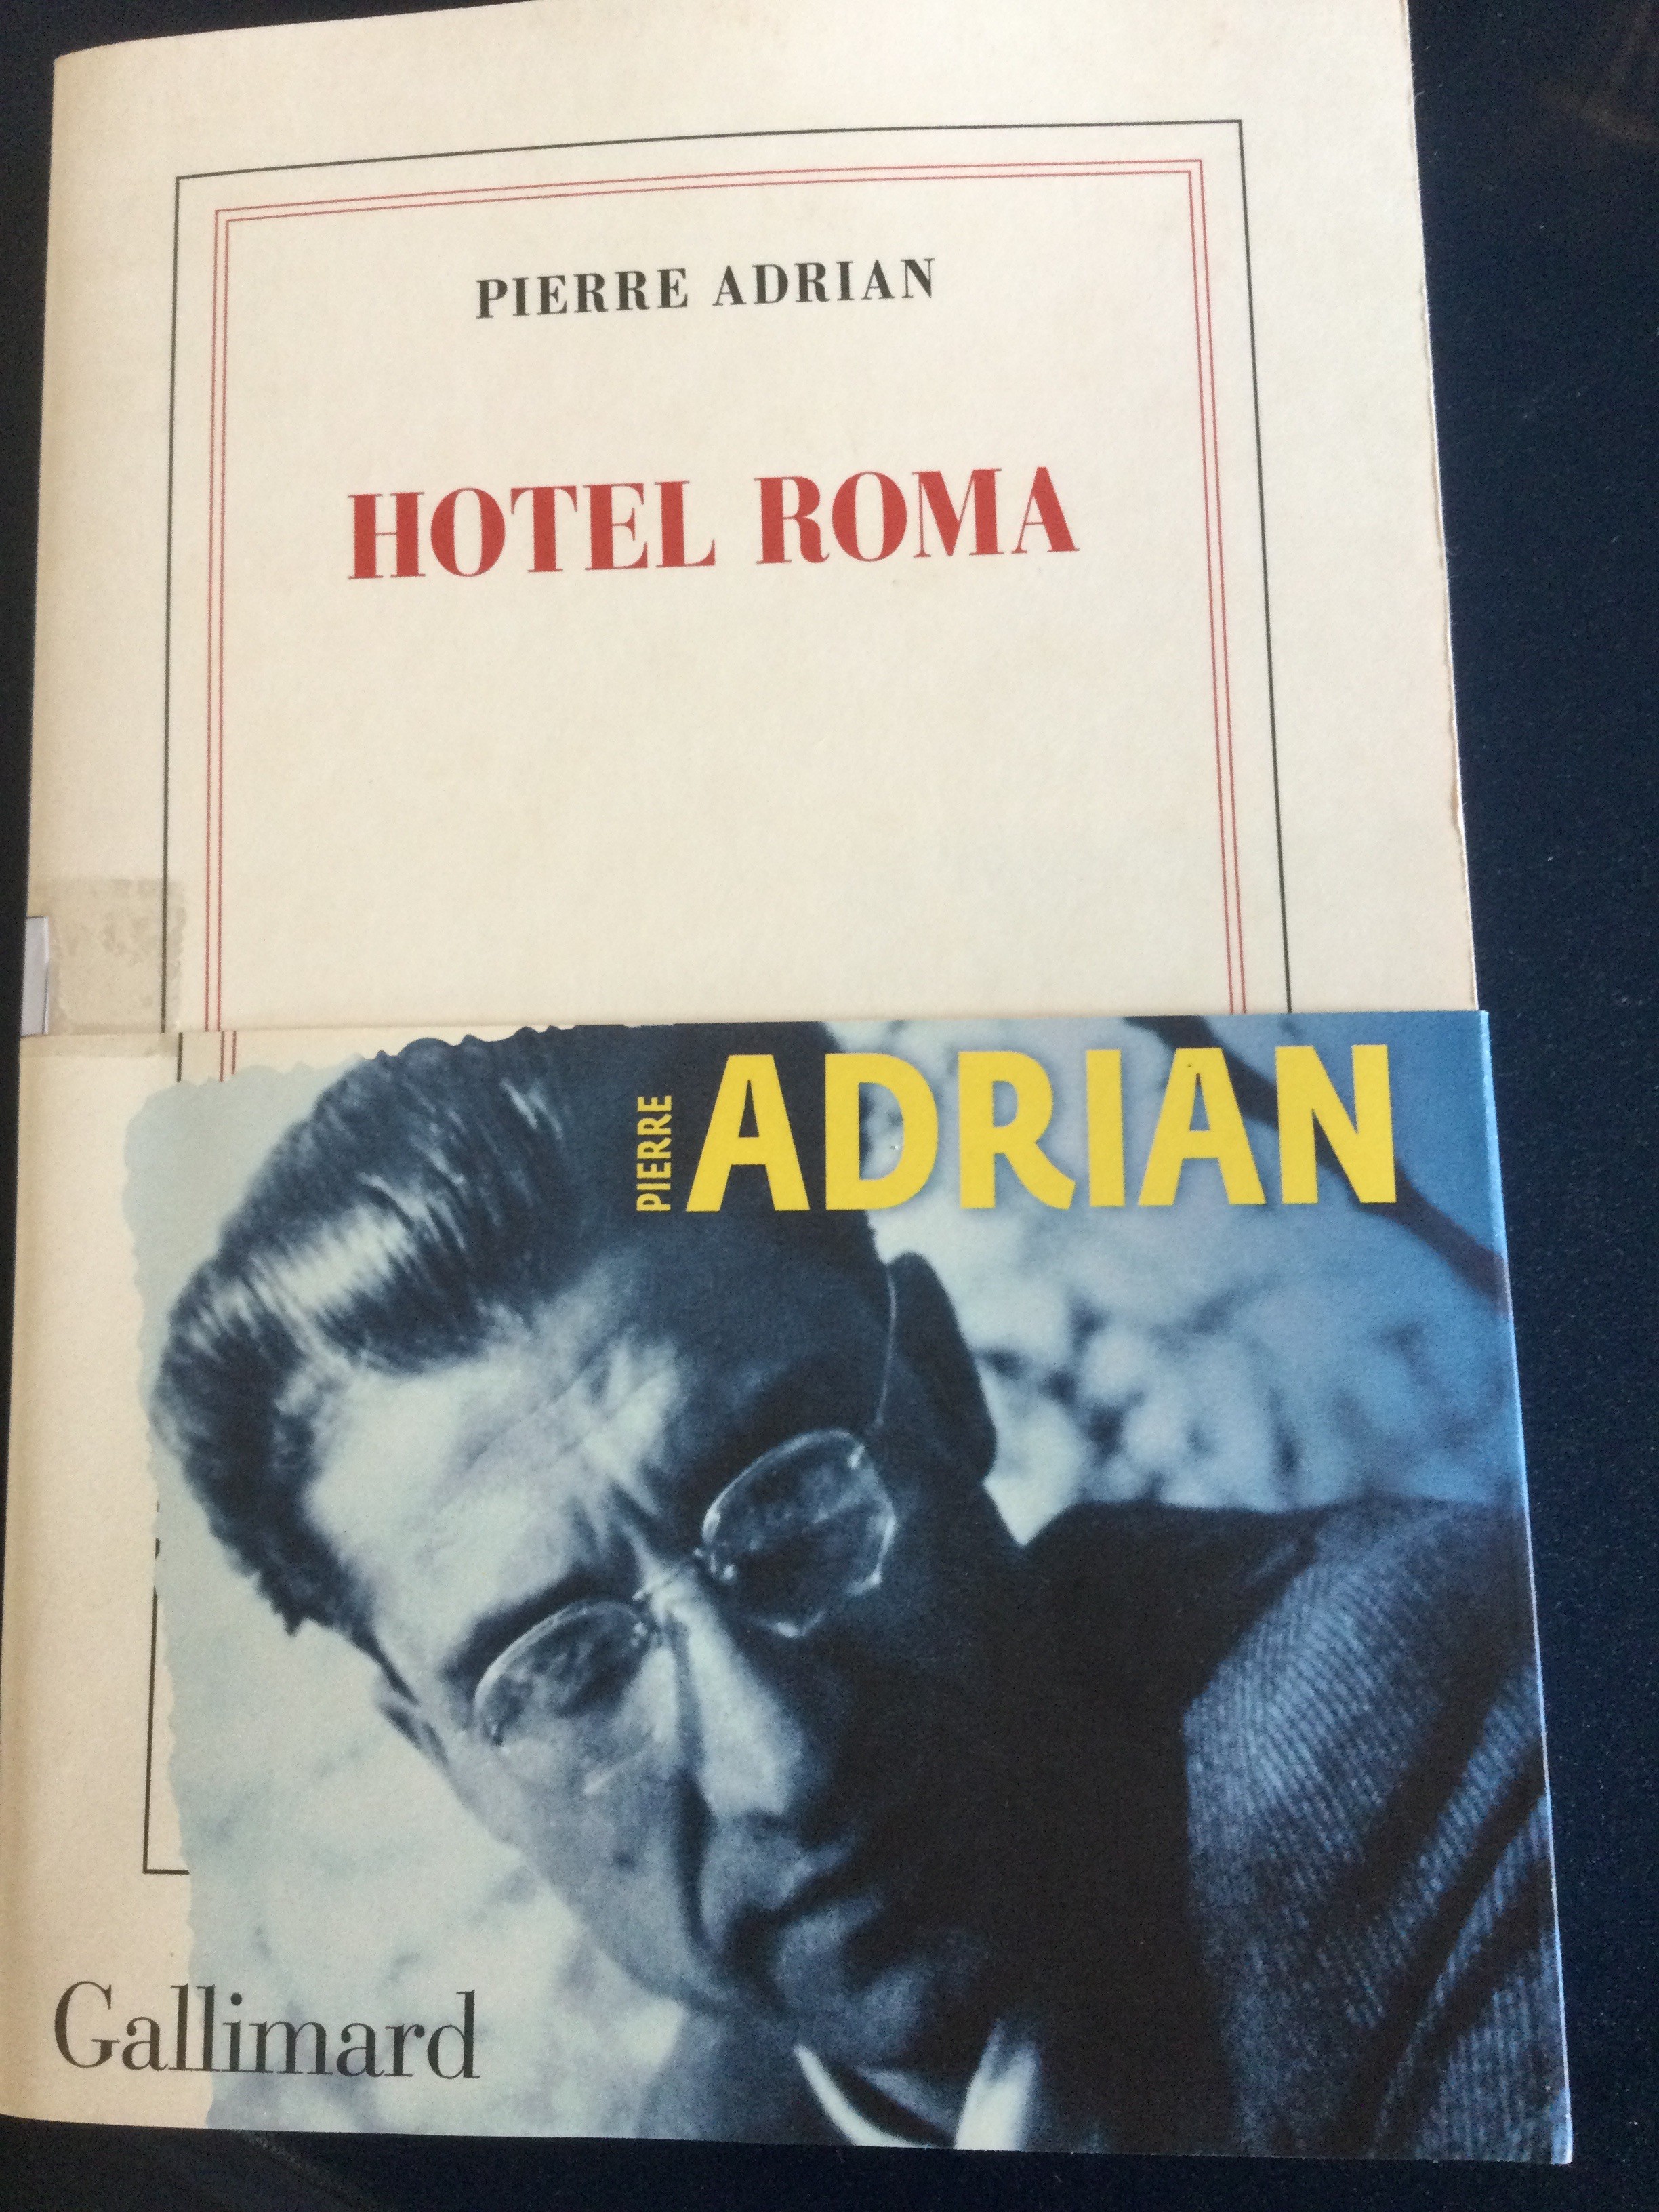 PIERRE ADRIAN
HOTEL ROMA
PIERRE
ADRIAN
Gallimard